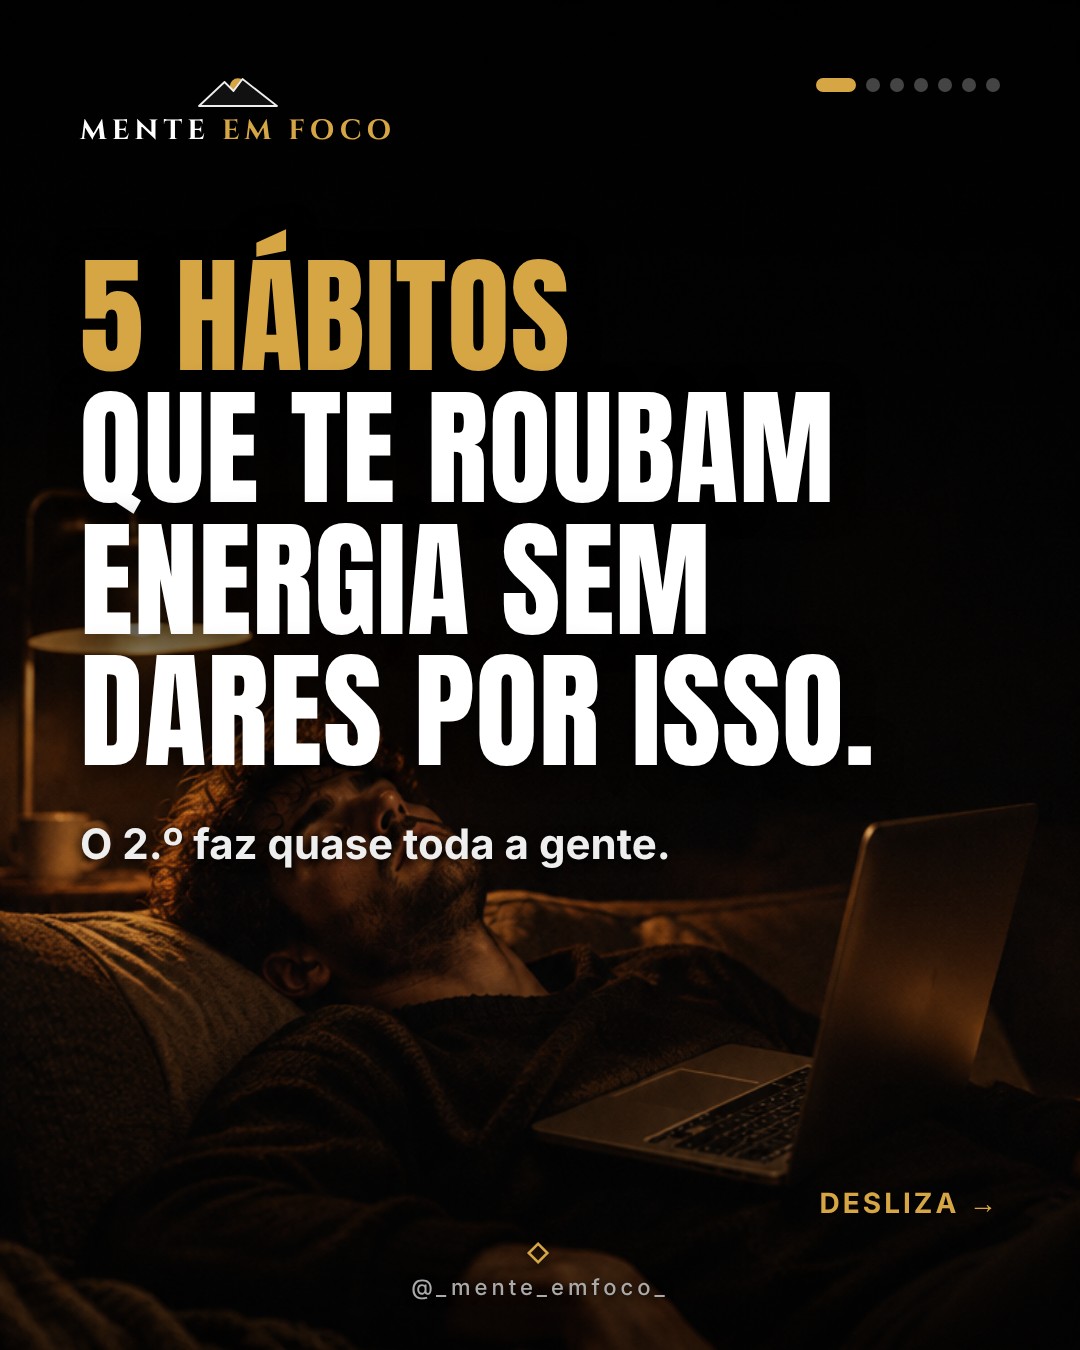 MENTE EM FOCO
5 HÁBITOS
QUE TE ROUBAM
ENERGIA SEM
DARES POR ISSO.
O 2.º faz quase toda a gente.
DESLIZA →
@_mente_emfoco_